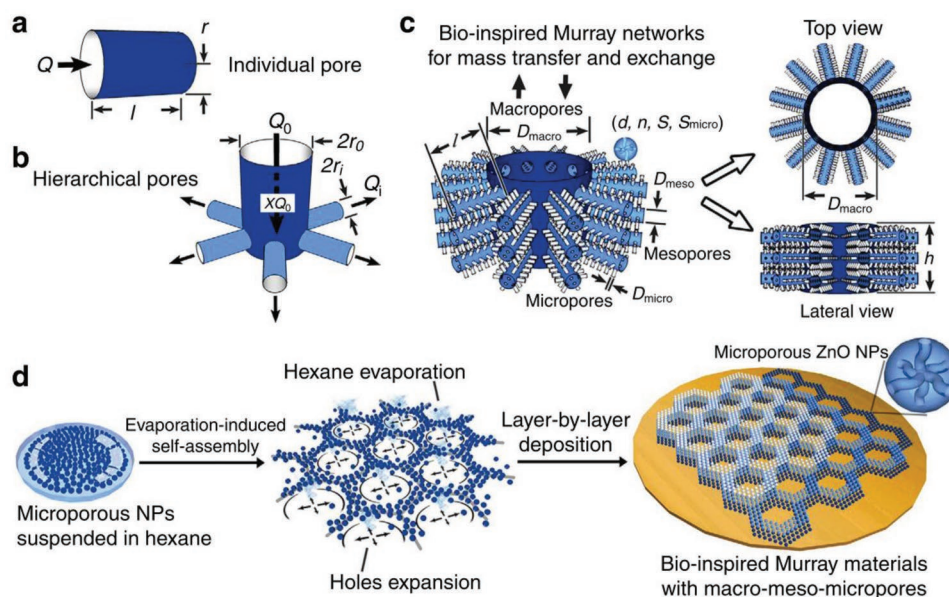 a
Q
r
l
Individual pore
b
Hierarchical pores
Q0
2r0
2ri
Qi
XQ0
c
Bio-inspired Murray networks
for mass transfer and exchange
Macropores
Dmacro
l
(d, n, S, Smicro)
Dmeso
Mesopores
Micropores
Dmicro
Top view
Dmacro
h
Lateral view
d
Microporous NPs
suspended in hexane
Evaporation-induced
self-assembly
Hexane evaporation
Holes expansion
Layer-by-layer
deposition
Microporous ZnO NPs
Bio-inspired Murray materials
with macro-meso-micropores